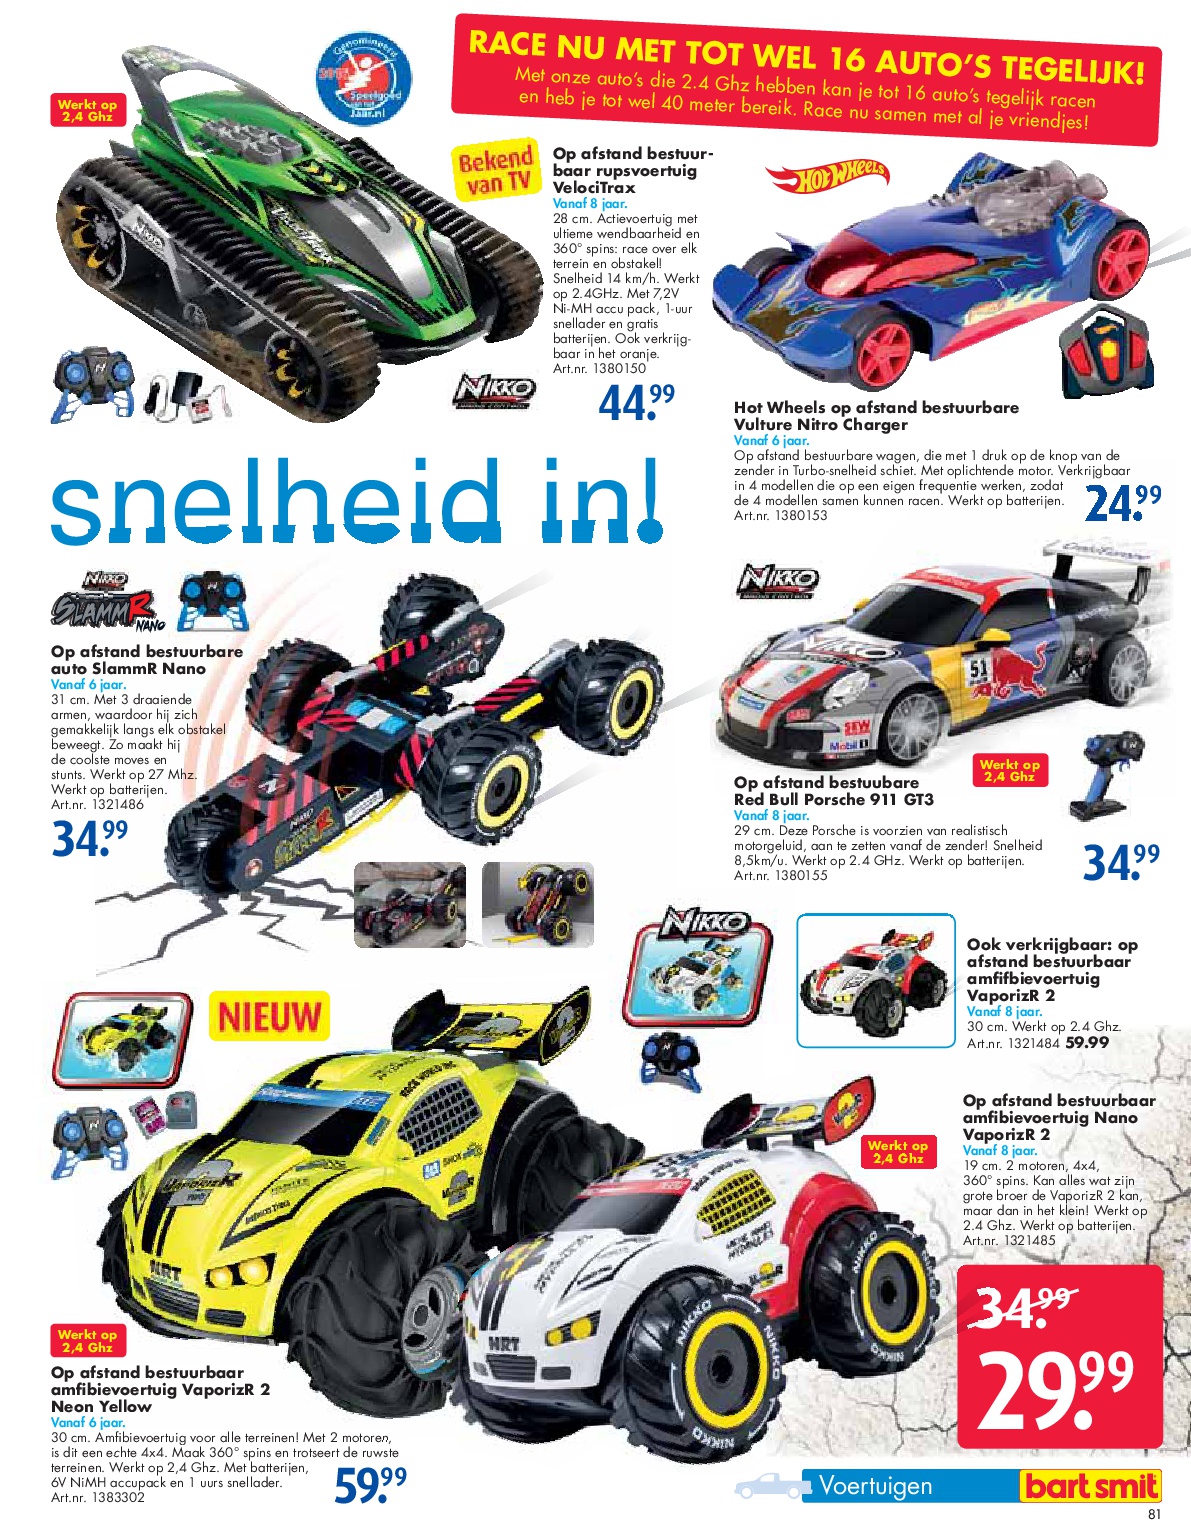 RACE NU MET TOT WEL 16 AUTO'S TEGELIJK!
Met onze auto's die 2.4 Ghz hebben kan je tot 16 auto's tegelijk racen
en heb je tot wel 40 meter bereik. Race nu samen met al je vriendjes!
Genomineerd
Speelgoed
van het
Jaar.nl
Werkt op
2,4 Ghz
Bekend
van TV
Op afstand bestuur-
baar rupsvoertuig
VelociTrax
Vanaf 8 jaar.
28 cm. Actievoertuig met
ultieme wendbaarheid en
360° spins: race over elk
terrein en obstakel!
Snelheid 14 km/h. Werkt
op 2.4GHz. Met 7,2V
Ni-MH accu pack, 1-uur
snellader en gratis
batterijen. Ook verkrijg-
baar in het oranje.
Art.nr. 1380150
44.99
NIKKO
HOT WHEELS
Hot Wheels op afstand bestuurbare
Vulture Nitro Charger
Vanaf 6 jaar.
Op afstand bestuurbare wagen, die met 1 druk op de knop van de
zender in Turbo-snelheid schiet. Met oplichtende motor. Verkrijgbaar
in 4 modellen die op een eigen frequentie werken, zodat
de 4 modellen samen kunnen racen. Werkt op batterijen.
Art.nr. 1380153
24.99
snelheid in!
NIKKO
SLAMMR
NANO
Op afstand bestuurbare
auto SlammR Nano
Vanaf 6 jaar.
31 cm. Met 3 draaiende
armen, waardoor hij zich
gemakkelijk langs elk obstakel
beweegt. Zo maakt hij
de coolste moves en
stunts. Werkt op 27 Mhz.
Werkt op batterijen.
Art.nr. 1321486
34.99
NIKKO
51
SEW
Mobil 1
Red Bull
Werkt op
2,4 Ghz
Op afstand bestuubare
Red Bull Porsche 911 GT3
Vanaf 8 jaar.
29 cm. Deze Porsche is voorzien van realistisch
motorgeluid, aan te zetten vanaf de zender! Snelheid
8,5km/u. Werkt op 2.4 GHz. Werkt op batterijen.
Art.nr. 1380155
34.99
NIKKO
Ook verkrijgbaar: op
afstand bestuurbaar
amfifbievoertuig
VaporizR 2
Vanaf 8 jaar.
30 cm. Werkt op 2.4 Ghz.
Art.nr. 1321484 59.99
NIEUW
Op afstand bestuurbaar
amfibievoertuig Nano
VaporizR 2
Vanaf 8 jaar.
19 cm. 2 motoren, 4x4,
360° spins. Kan alles wat zijn
grote broer de VaporizR 2 kan,
maar dan in het klein! Werkt op
2.4 Ghz. Werkt op batterijen.
Art.nr. 1321485
Werkt op
2,4 Ghz
NRT
NRT
NIKKO
NIKKO
34.99
29.99
Werkt op
2,4 Ghz
Op afstand bestuurbaar
amfibievoertuig VaporizR 2
Neon Yellow
Vanaf 6 jaar.
30 cm. Amfibievoertuig voor alle terreinen! Met 2 motoren,
is dit een echte 4x4. Maak 360° spins en trotseert de ruwste
terreinen. Werkt op 2,4 Ghz. Met batterijen,
6V NiMH accupack en 1 uurs snellader.
Art.nr. 1383302
59.99
Voertuigen
bart smit
81